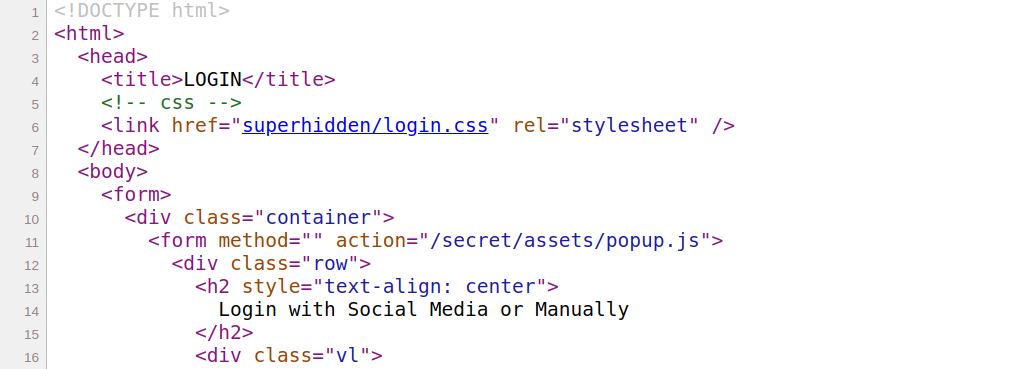 1 <!DOCTYPE html>
2 <html>
3 <head>
4 <title>LOGIN</title>
5 <!-- css -->
6 <link href="superhidden/login.css" rel="stylesheet" />
7 </head>
8 <body>
9 <form>
10 <div class="container">
11 <form method="" action="/secret/assets/popup.js">
12 <div class="row">
13 <h2 style="text-align: center">
14 Login with Social Media or Manually
15 </h2>
16 <div class="vl">